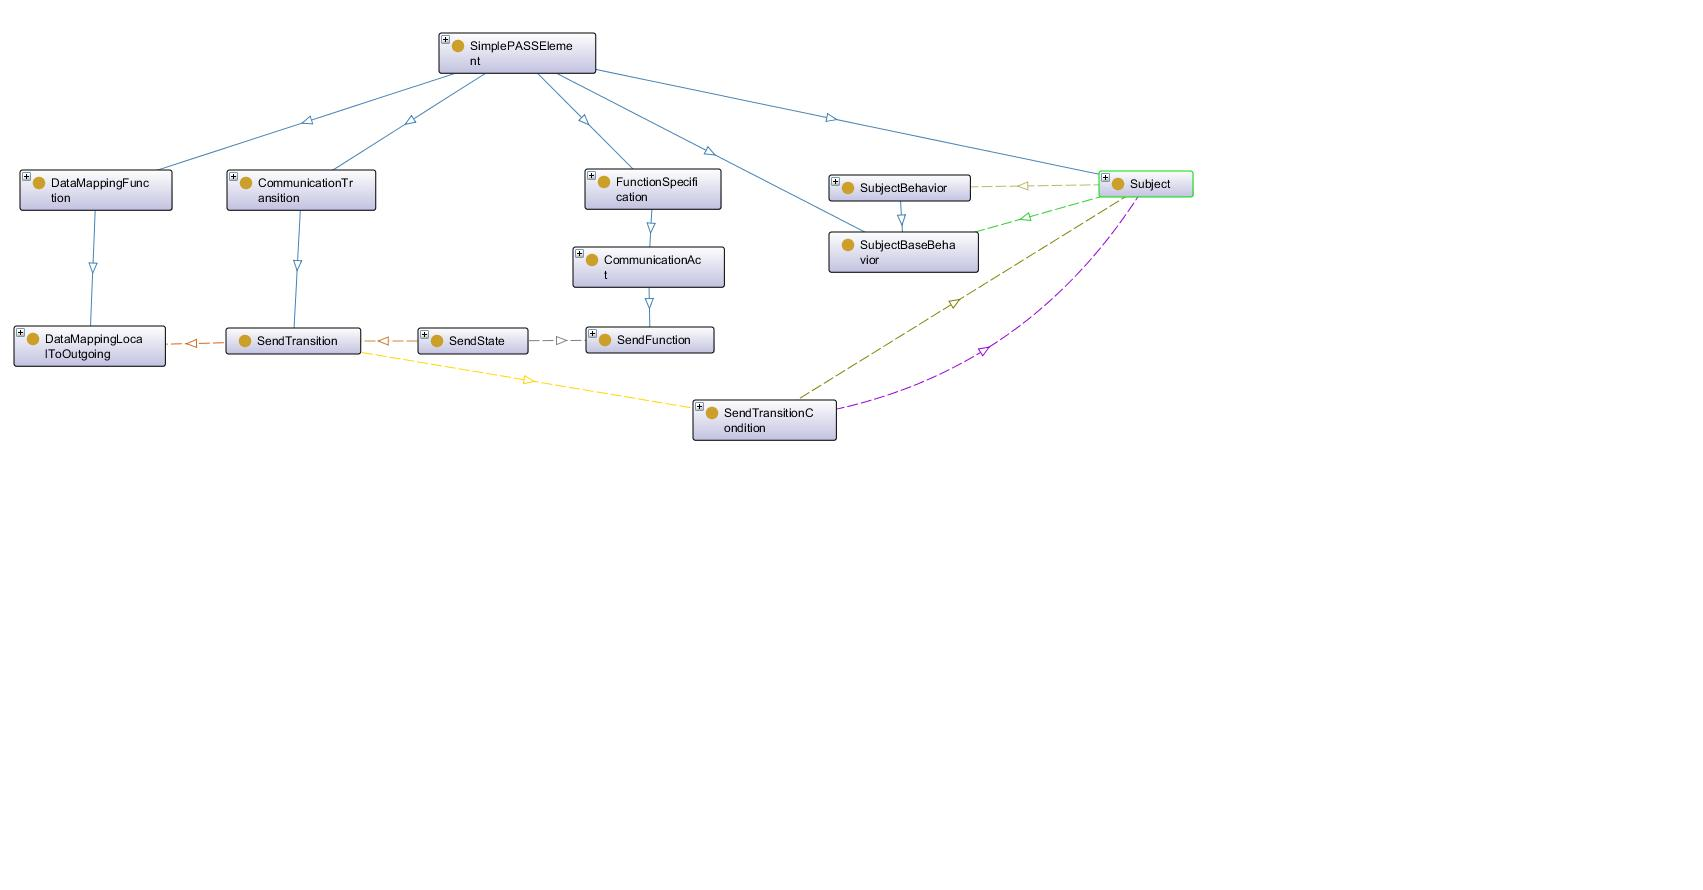 SimplePASSEleme
nt
DataMappingFunc
tion
CommunicationTr
ansition
FunctionSpecifi
cation
SubjectBehavior
Subject
SubjectBaseBeha
vior
CommunicationAc
t
DataMappingLoca
lToOutgoing
SendTransition
SendState
SendFunction
SendTransitionC
ondition